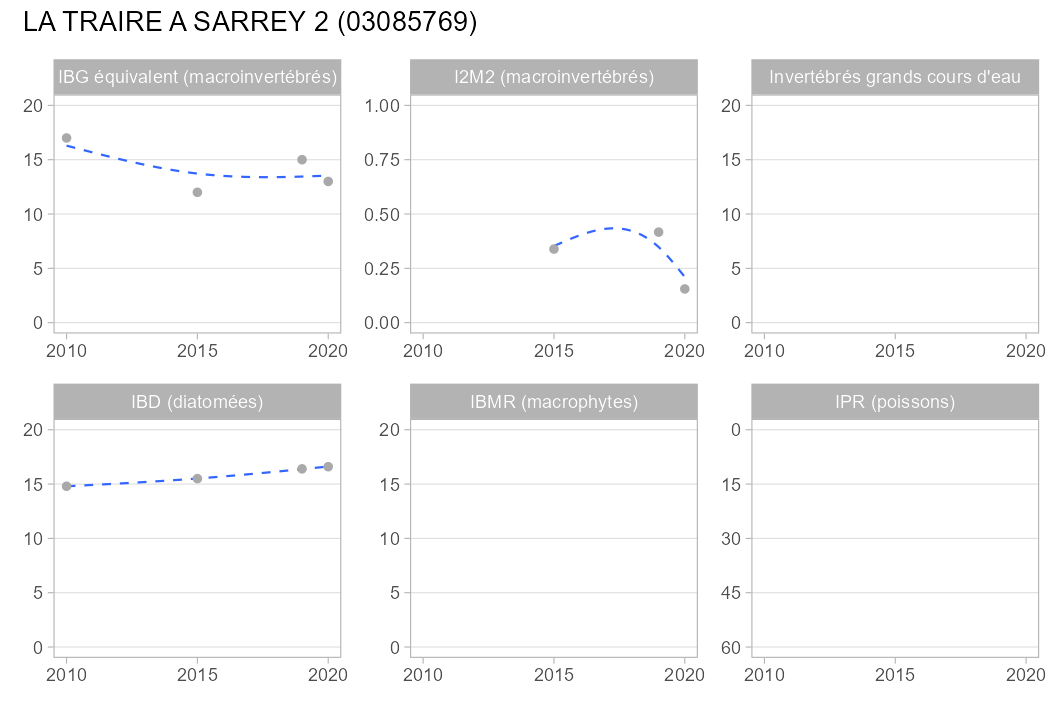 LA TRAIRE A SARREY 2 (03085769)
IBG équivalent (macroinvertébrés)
I2M2 (macroinvertébrés)
Invertébrés grands cours d'eau
20
15
10
5
0
2010 2015 2020
1.00
0.75
0.50
0.25
0.00
2010 2015 2020
20
15
10
5
0
2010 2015 2020
IBD (diatomées)
IBMR (macrophytes)
IPR (poissons)
20
15
10
5
0
2010 2015 2020
20
15
10
5
0
2010 2015 2020
0
15
30
45
60
2010 2015 2020